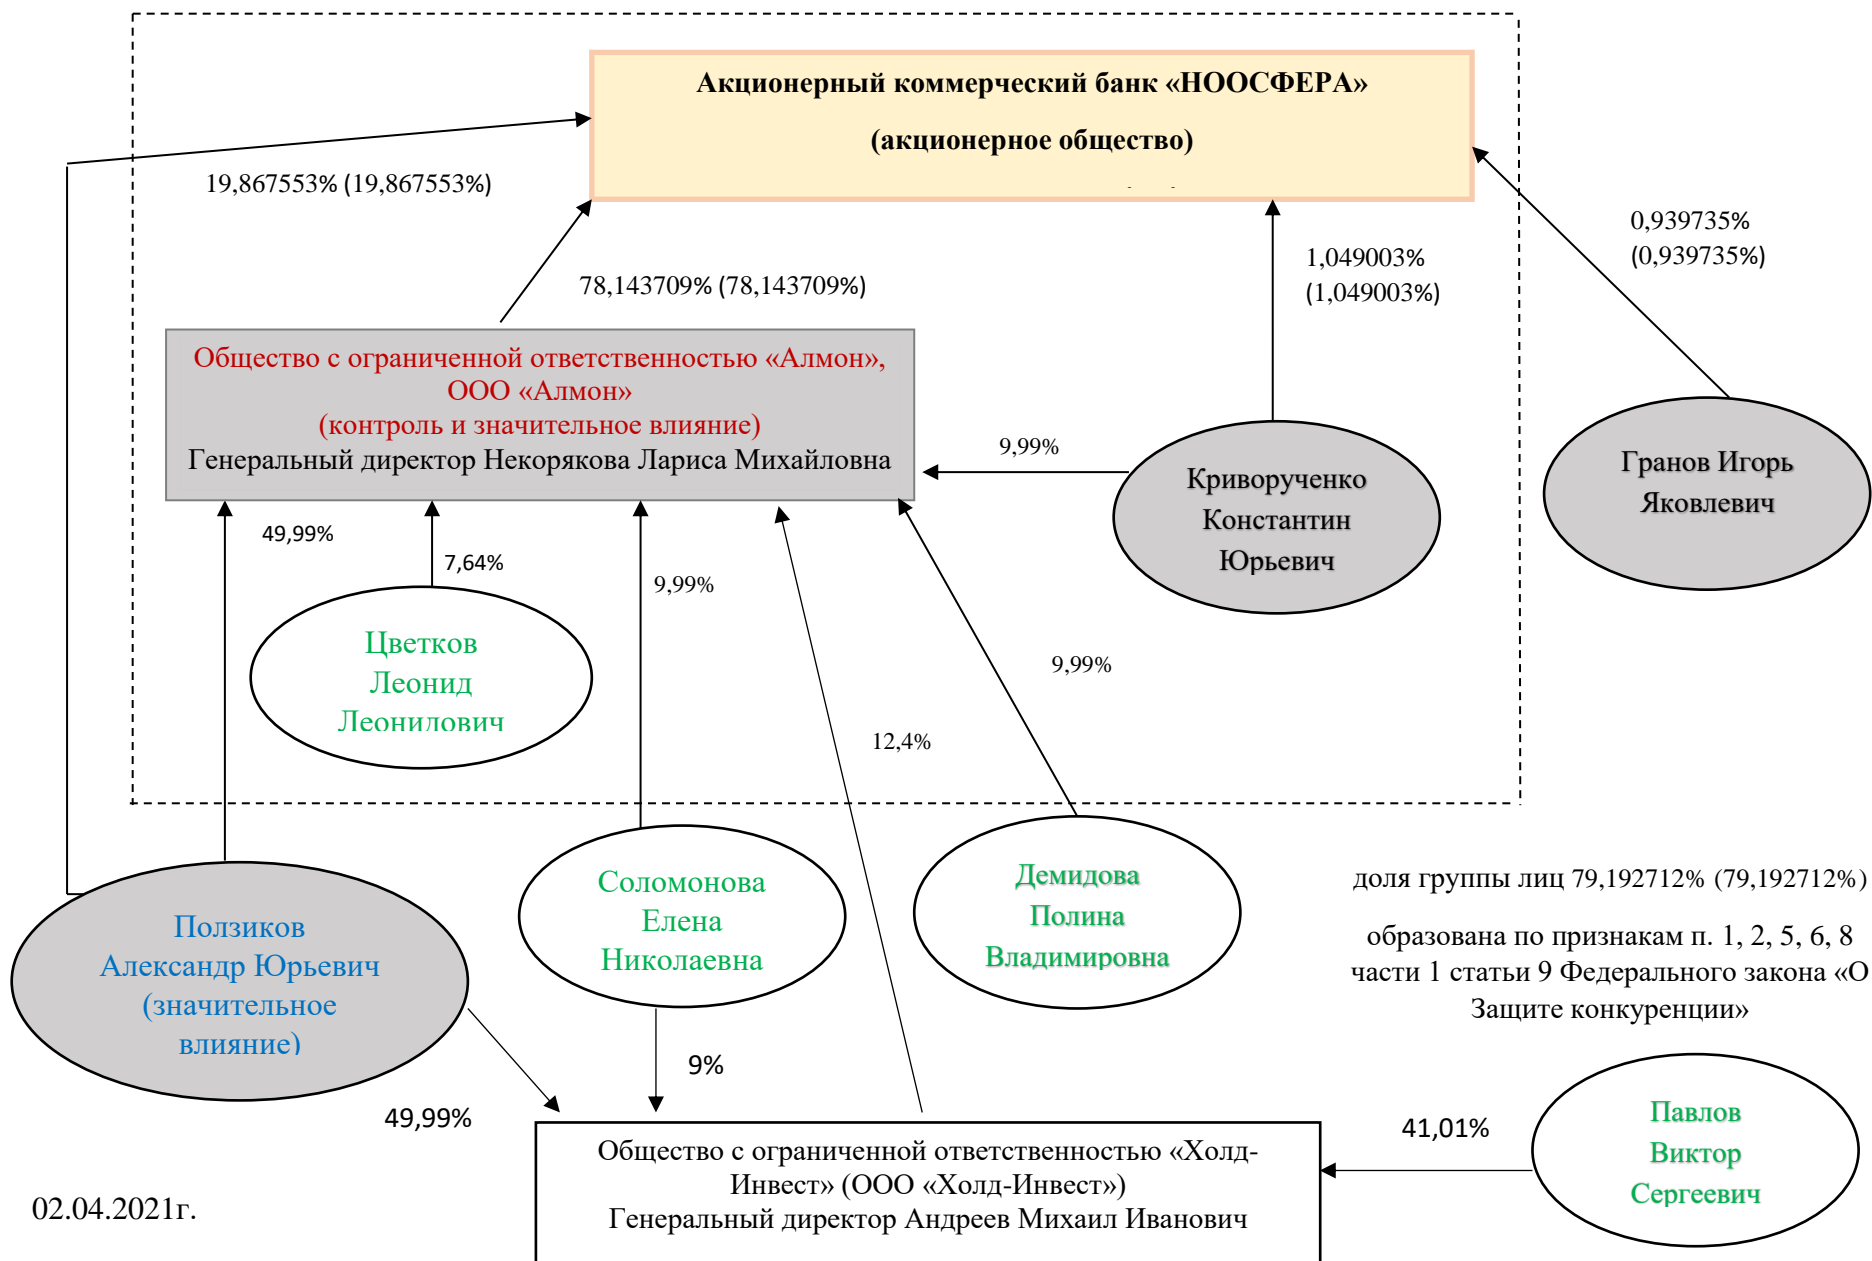 Акционерный коммерческий банк «НООСФЕРА»
(акционерное общество)
19,867553% (19,867553%)
78,143709% (78,143709%)
1,049003%
(1,049003%)
0,939735%
(0,939735%)
Общество с ограниченной ответственностью «Алмон»,
ООО «Алмон»
(контроль и значительное влияние)
Генеральный директор Некорякова Лариса Михайловна
9,99%
Криворученко
Константин
Юрьевич
Гранов Игорь
Яковлевич
49,99%
7,64%
9,99%
Цветков
Леонид
Леонидович
9,99%
12,4%
Ползиков
Александр Юрьевич
(значительное
влияние)
Соломонова
Елена
Николаевна
Демидова
Полина
Владимировна
доля группы лиц 79,192712% (79,192712%)
образована по признакам п. 1, 2, 5, 6, 8
части 1 статьи 9 Федерального закона «О
Защите конкуренции»
49,99%
9%
41,01%
Павлов
Виктор
Сергеевич
Общество с ограниченной ответственностью «Холд-
Инвест» (ООО «Холд-Инвест»)
Генеральный директор Андреев Михаил Иванович
02.04.2021г.